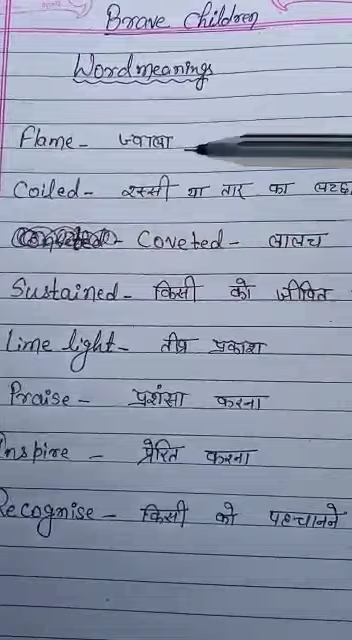 Brave Children
Word meanings
Flame - ज्वाला
Coiled - रस्सी या तार का
Coveted - लालच
Sustained - किसी को जीवित
Lime light - तीव्र प्रकाश
Praise - प्रशंसा करना
Inspire - प्रेरित करना
Recognise - किसी को पहचानने